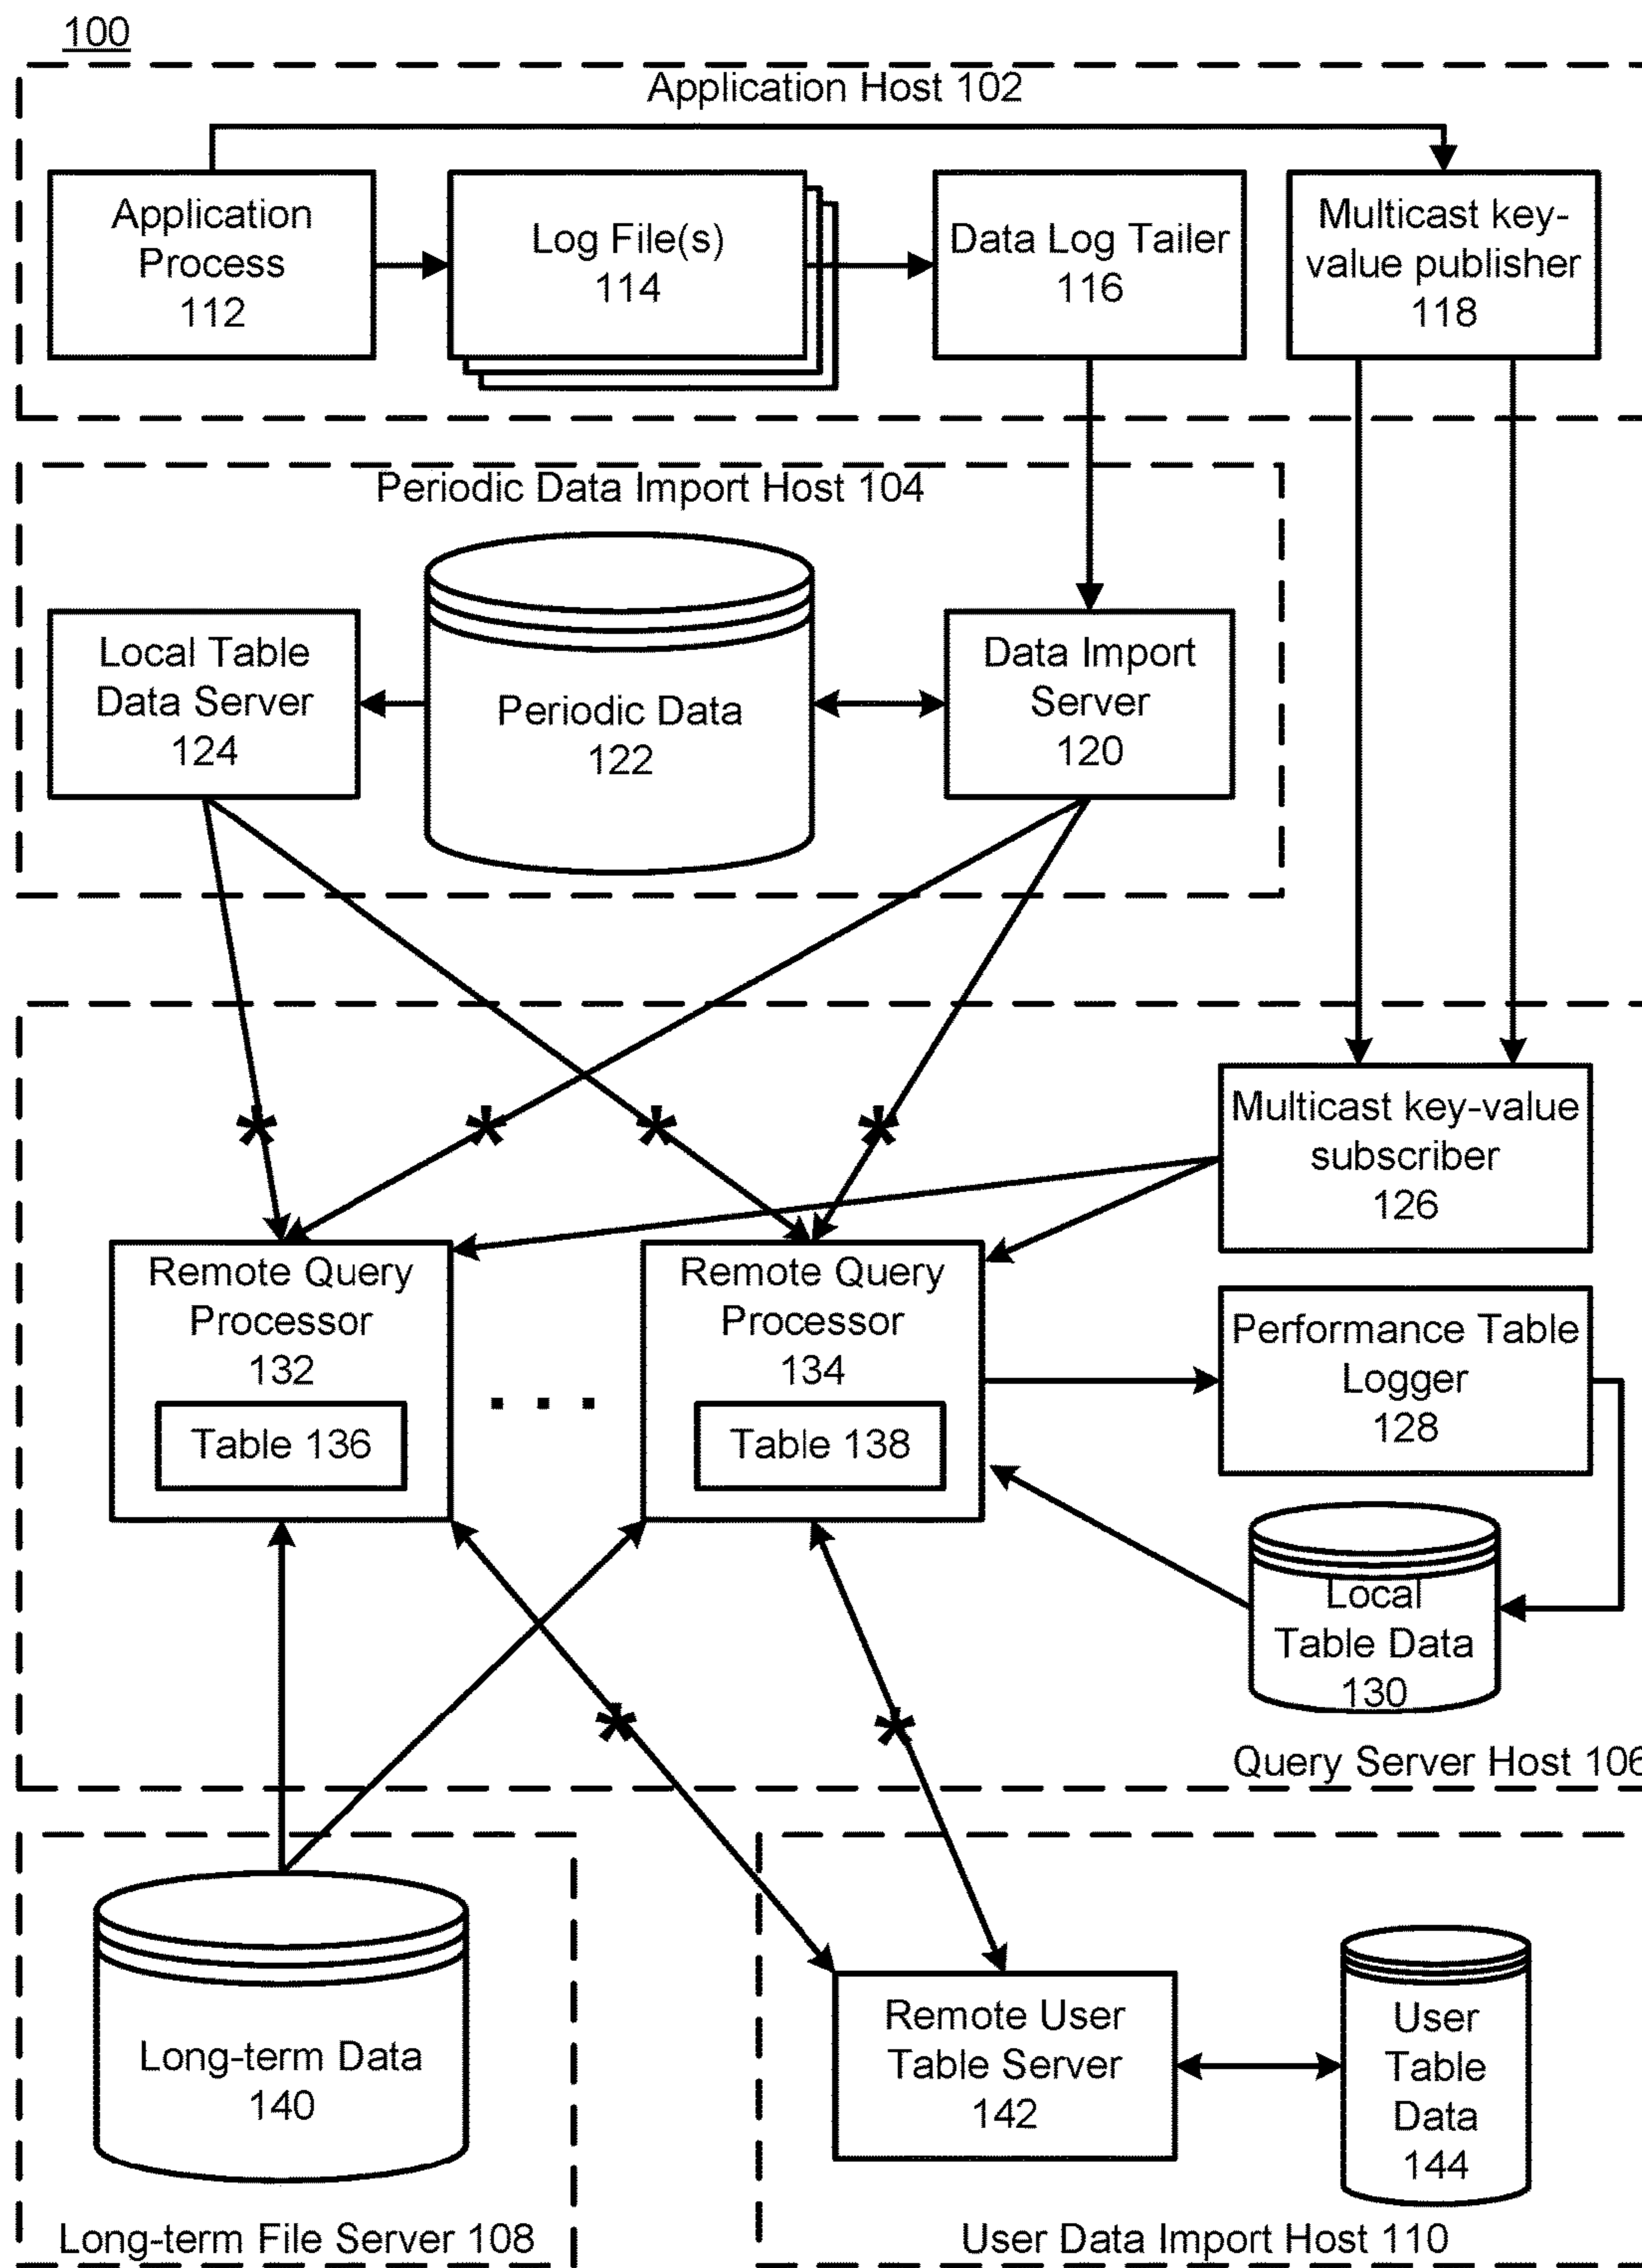 100
Application Host 102
Application
Process
112
Log File(s)
114
Data Log Tailer
116
Multicast key-
value publisher
118
Periodic Data Import Host 104
Local Table
Data Server
124
Periodic Data
122
Data Import
Server
120
*
*
*
*
Multicast key-value
subscriber
126
Remote Query
Processor
132
Table 136
. . .
Remote Query
Processor
134
Table 138
Performance Table
Logger
128
Local
Table Data
130
*
*
Query Server Host 106
Long-term Data
140
Long-term File Server 108
Remote User
Table Server
142
User
Table
Data
144
User Data Import Host 110